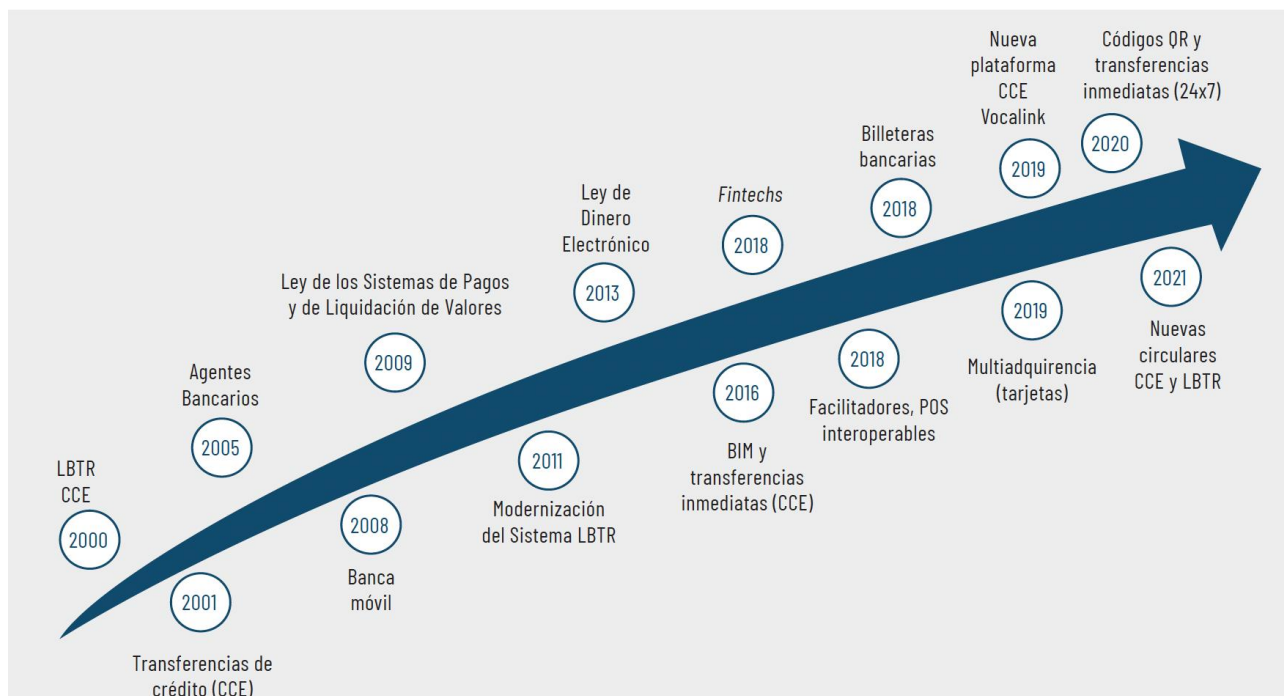 LBTR
CCE
2000
2001
Transferencias de
crédito (CCE)
Agentes
Bancarios
2005
2008
Banca
móvil
Ley de los Sistemas de Pagos
y de Liquidación de Valores
2009
2011
Modernización
del Sistema LBTR
Ley de
Dinero
Electrónico
2013
2016
BIM y
transferencias
inmediatas (CCE)
Fintechs
2018
2018
Facilitadores, POS
interoperables
Billeteras
bancarias
2018
Nueva
plataforma
CCE
Vocalink
2019
2019
Multiadquirencia
(tarjetas)
Códigos QR y
transferencias
inmediatas (24x7)
2020
2021
Nuevas
circulares
CCE y LBTR